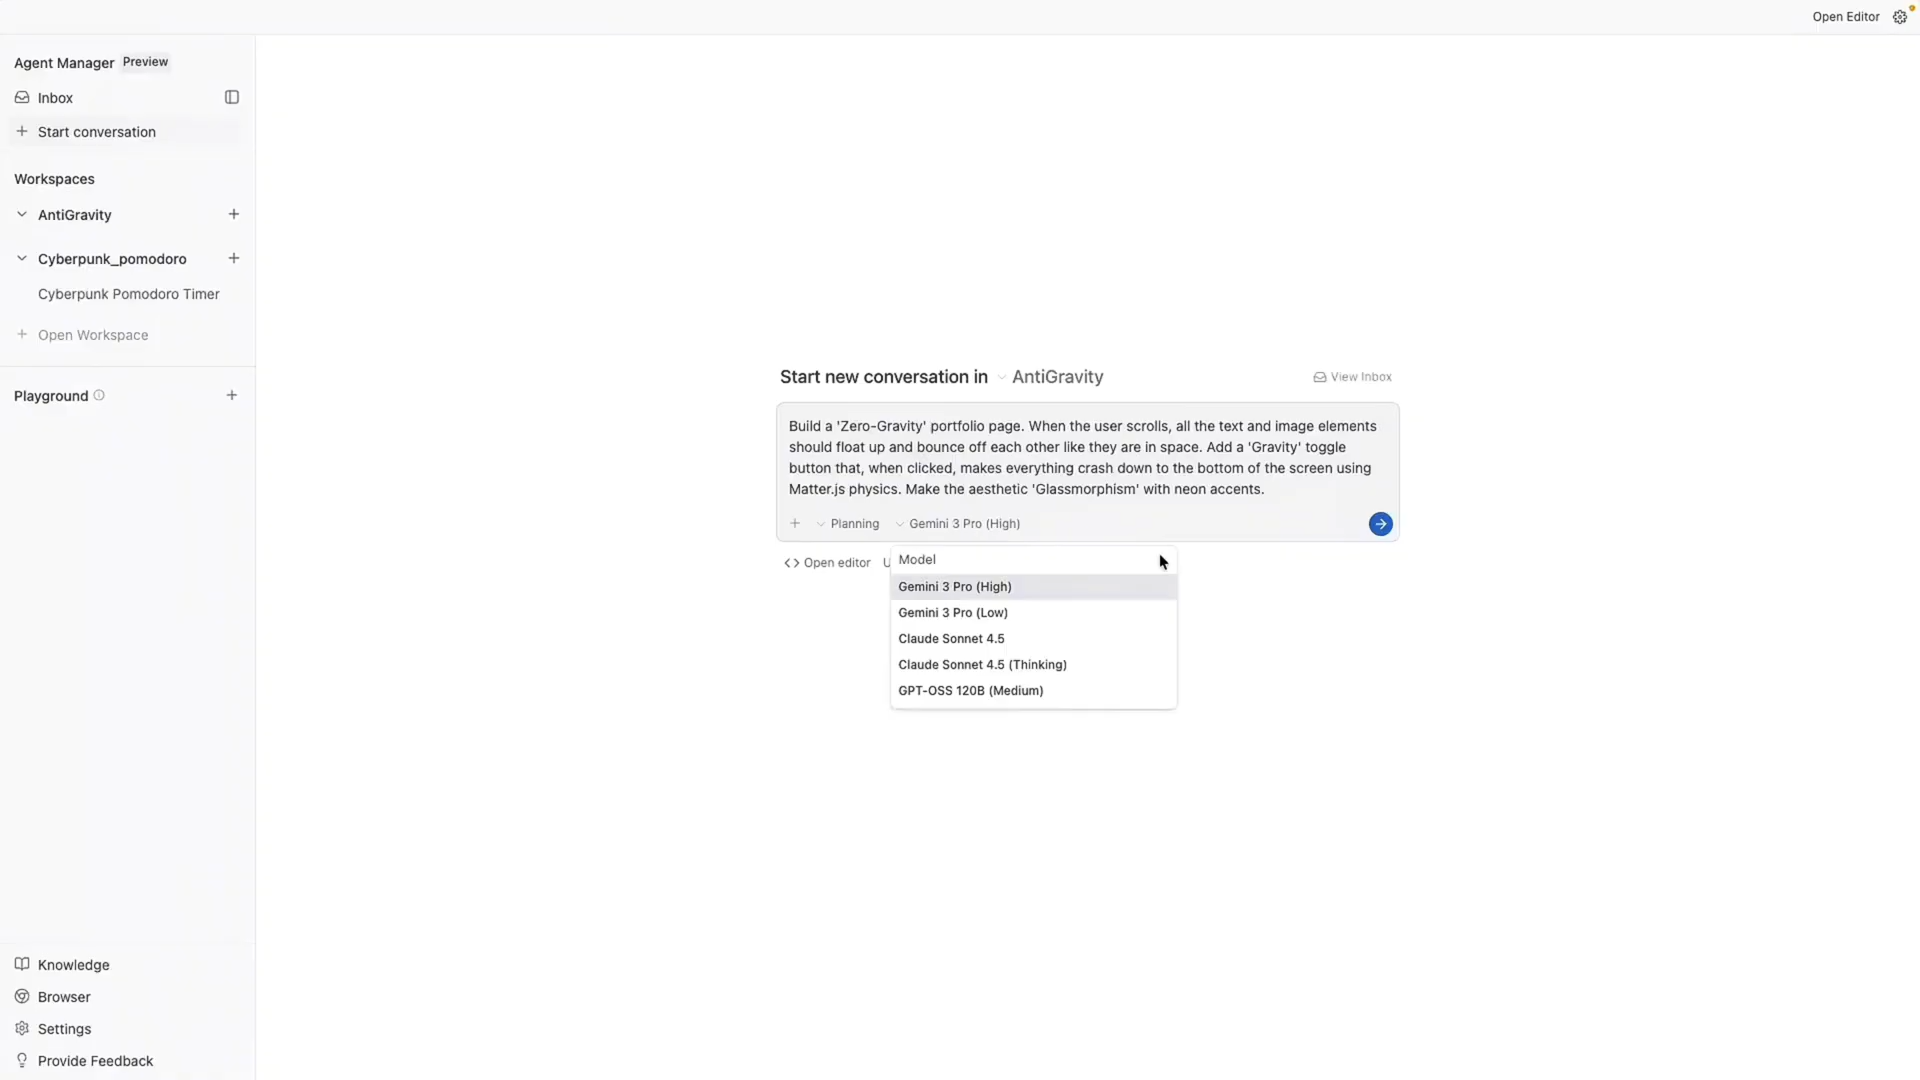 Open Editor
Agent Manager Preview
Inbox
Start conversation
Workspaces
AntiGravity
Cyberpunk_pomodoro
Cyberpunk Pomodoro Timer
Open Workspace
Playground
Start new conversation in AntiGravity
View Inbox
Build a 'Zero-Gravity' portfolio page. When the user scrolls, all the text and image elements
should float up and bounce off each other like they are in space. Add a 'Gravity' toggle
button that, when clicked, makes everything crash down to the bottom of the screen using
Matter.js physics. Make the aesthetic 'Glassmorphism' with neon accents.
Planning Gemini 3 Pro (High)
Open editor
Model
Gemini 3 Pro (High)
Gemini 3 Pro (Low)
Claude Sonnet 4.5
Claude Sonnet 4.5 (Thinking)
GPT-OSS 120B (Medium)
Knowledge
Browser
Settings
Provide Feedback